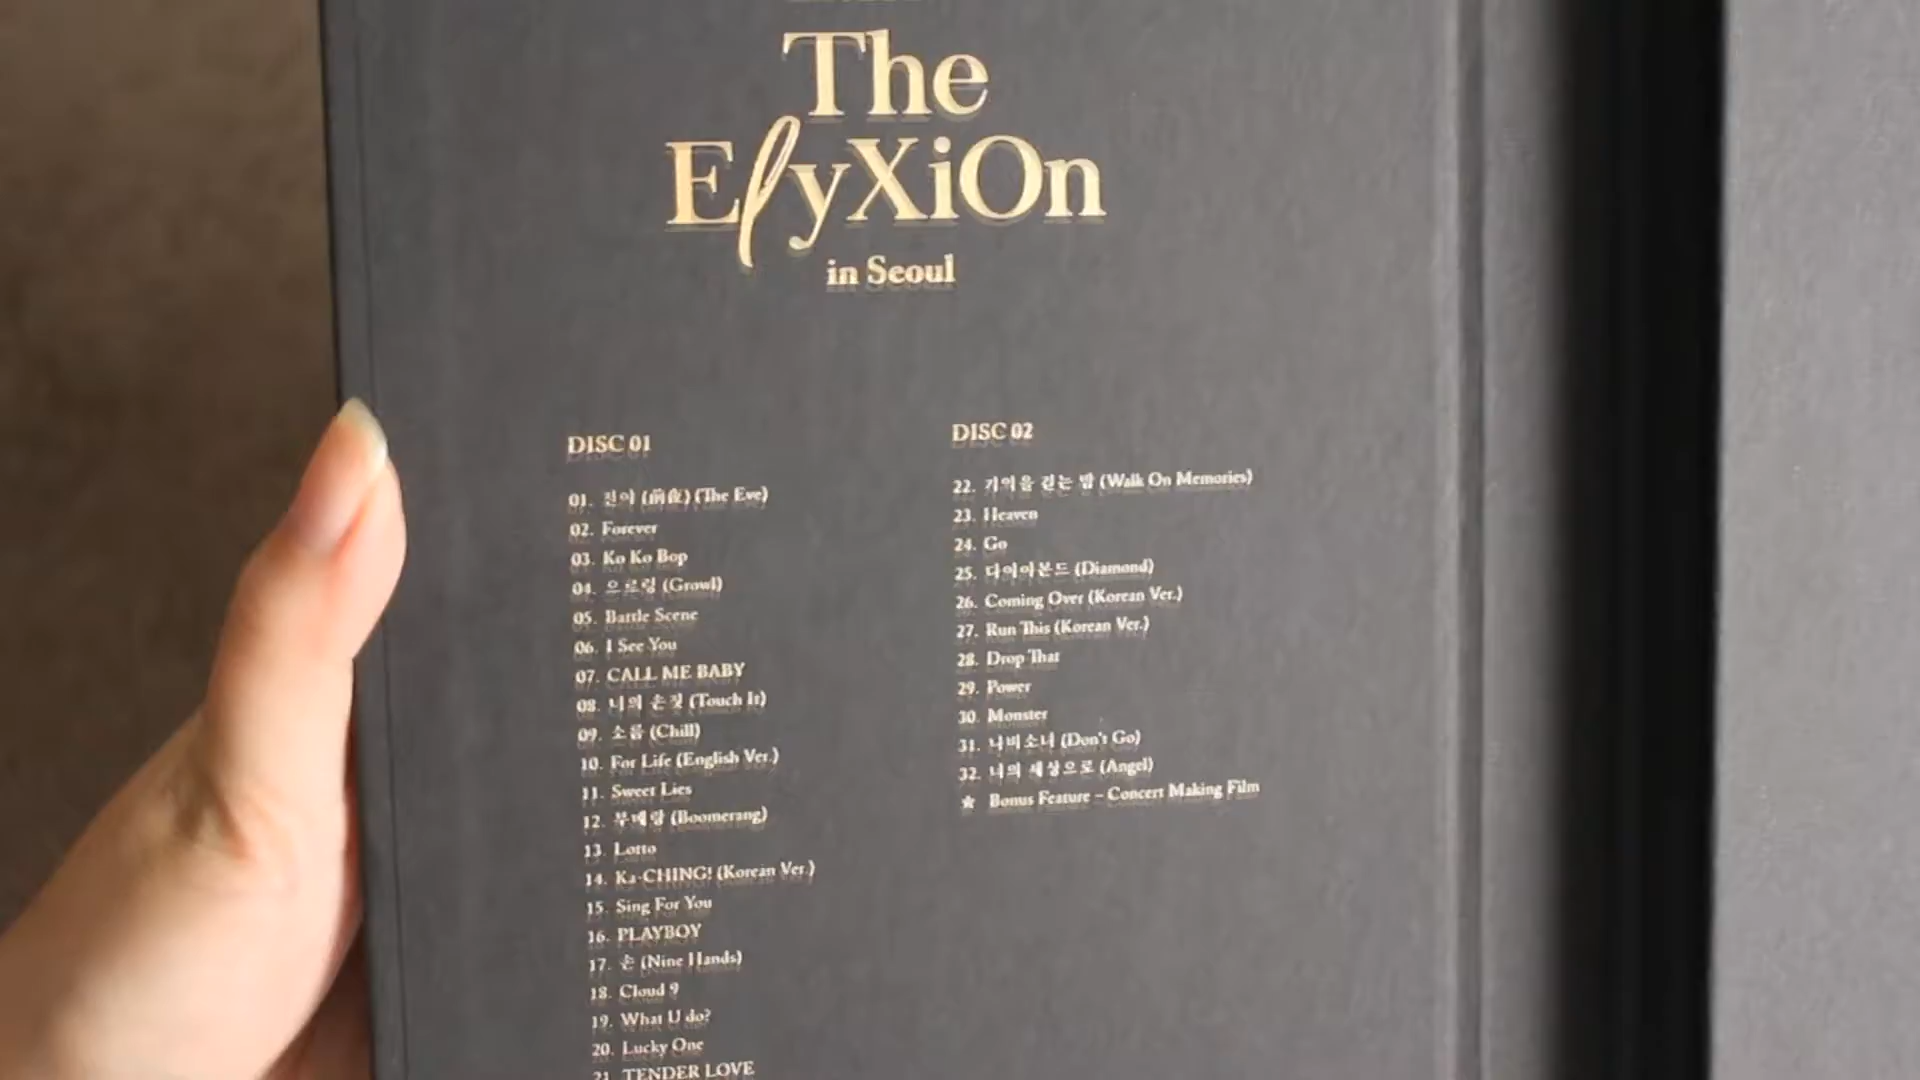 The
ElyXiOn
in Seoul
DISC 01
01. 전야 (前夜) (The Eve)
02. Forever
03. Ko Ko Bop
04. 으르렁 (Growl)
05. Battle Scene
06. I See You
07. CALL ME BABY
08. 너의 손짓 (Touch It)
09. 소름 (Chill)
10. For Life (English Ver.)
11. Sweet Lies
12. 부메랑 (Boomerang)
13. Lotto
14. Ka-CHING! (Korean Ver.)
15. Sing For You
16. PLAYBOY
17. 손 (Nine Hands)
18. Cloud 9
19. What U do?
20. Lucky One
21. TENDER LOVE
DISC 02
22. 기억을 걷는 밤 (Walk On Memories)
23. Heaven
24. Go
25. 다이아몬드 (Diamond)
26. Coming Over (Korean Ver.)
27. Run This (Korean Ver.)
28. Drop That
29. Power
30. Monster
31. 나비소녀 (Don't Go)
32. 너의 세상으로 (Angel)
★ Bonus Feature – Concert Making Film